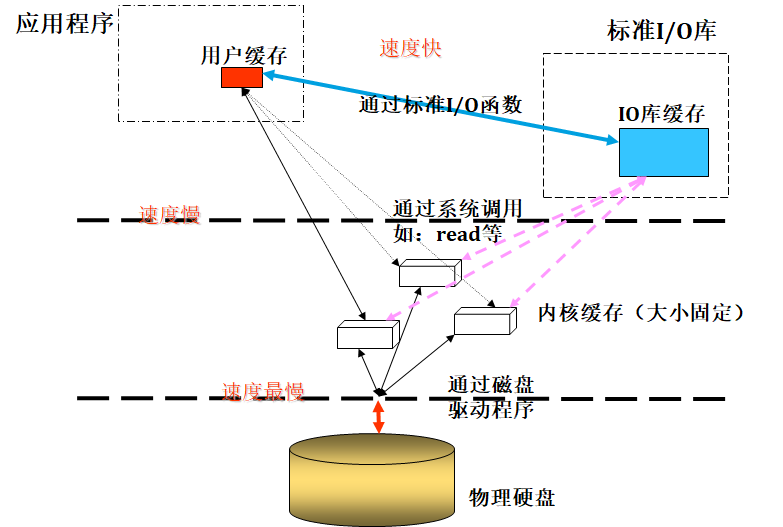 应用程序
标准I/O库
用户缓存
速度快
通过标准I/O函数
IO库缓存
速度慢
通过系统调用
如：read等
内核缓存（大小固定）
速度最慢
通过磁盘
驱动程序
物理硬盘